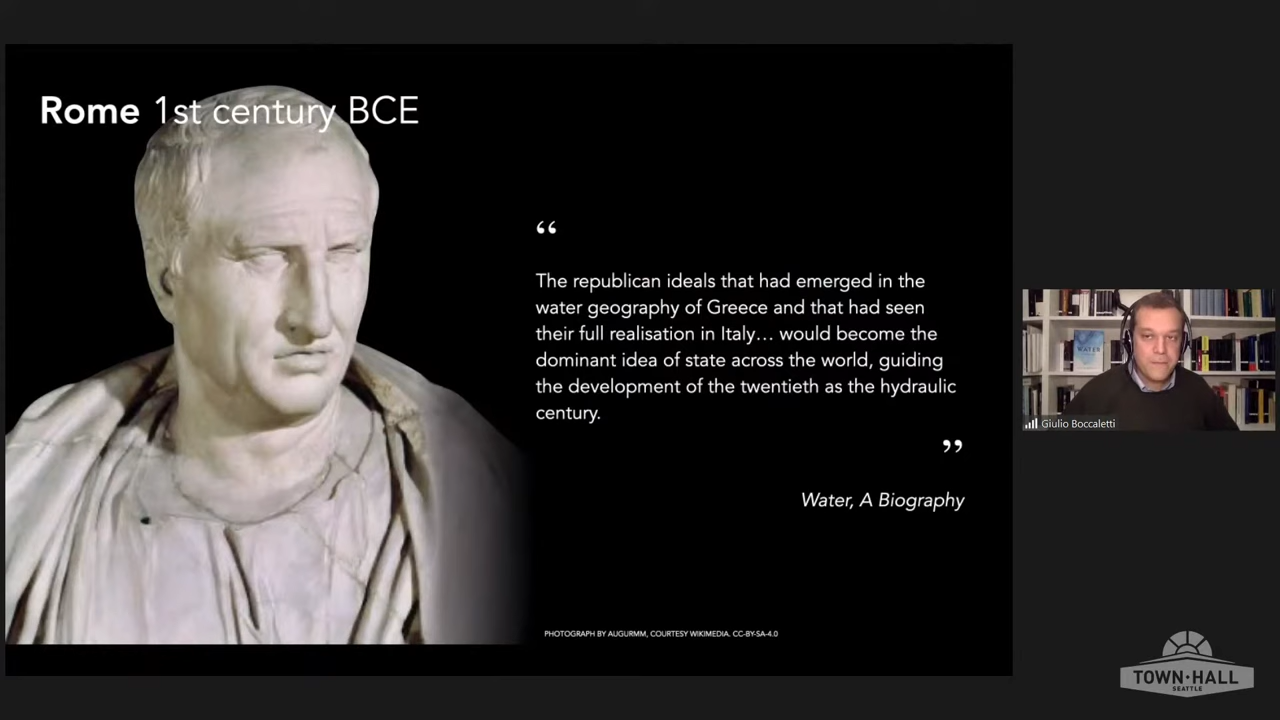 Rome 1st century BCE
“
The republican ideals that had emerged in the
water geography of Greece and that had seen
their full realisation in Italy… would become the
dominant idea of state across the world, guiding
the development of the twentieth as the hydraulic
century.
”
Water, A Biography
PHOTOGRAPH BY AUGURMM, COURTESY WIKIMEDIA. CC-BY-SA-4.0
WATER
Giulio Boccaletti
TOWN·HALL
SEATTLE